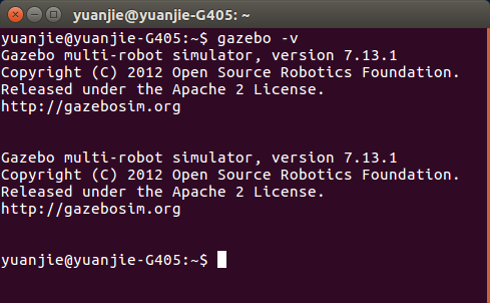 yuanjie@yuanjie-G405: ~
yuanjie@yuanjie-G405:~$ gazebo -v
Gazebo multi-robot simulator, version 7.13.1
Copyright (C) 2012 Open Source Robotics Foundation.
Released under the Apache 2 License.
http://gazebosim.org
Gazebo multi-robot simulator, version 7.13.1
Copyright (C) 2012 Open Source Robotics Foundation.
Released under the Apache 2 License.
http://gazebosim.org
yuanjie@yuanjie-G405:~$